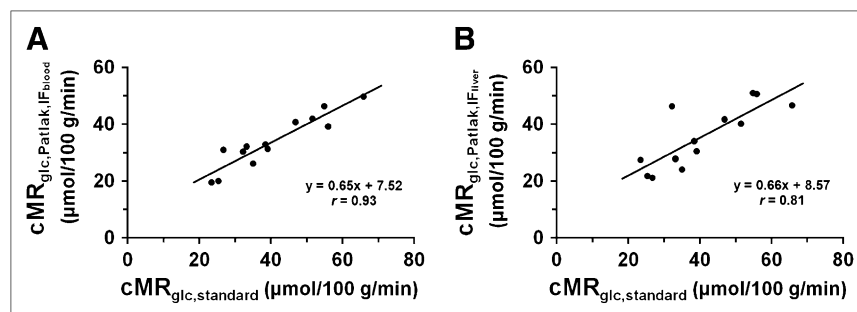 A
cMRglc,Patlak,IFblood
(µmol/100 g/min)
60
40
20
0
0
20
40
60
80
y = 0.65x + 7.52
r = 0.93
cMRglc,standard (µmol/100 g/min)
B
cMRglc,Patlak,IFliver
(µmol/100 g/min)
60
40
20
0
0
20
40
60
80
y = 0.66x + 8.57
r = 0.81
cMRglc,standard (µmol/100 g/min)